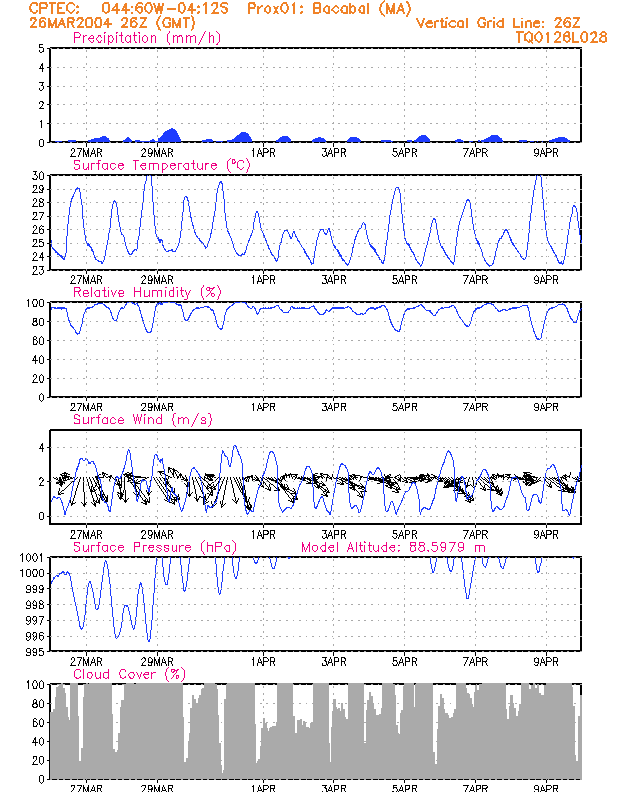 CPTEC: 044:60W-04:12S Prox01: Bacabal (MA)
26MAR2004 26Z (GMT) Vertical Grid Line: 26Z
Precipitation (mm/h) TQ0126L028
5
4
3
2
1
0
27MAR 29MAR 1APR 3APR 5APR 7APR 9APR
Surface Temperature (°C)
30
28
27
26
25
24
23
27MAR 29MAR 1APR 3APR 5APR 7APR 9APR
Relative Humidity (%)
100
80
60
40
20
0
27MAR 29MAR 1APR 3APR 5APR 7APR 9APR
Surface Wind (m/s)
4
2
0
27MAR 29MAR 1APR 3APR 5APR 7APR 9APR
Surface Pressure (hPa) Model Altitude: 88.5979 m
1001
1000
999
998
997
996
995
27MAR 29MAR 1APR 3APR 5APR 7APR 9APR
Cloud Cover (%)
100
80
60
40
20
0
27MAR 29MAR 1APR 3APR 5APR 7APR 9APR